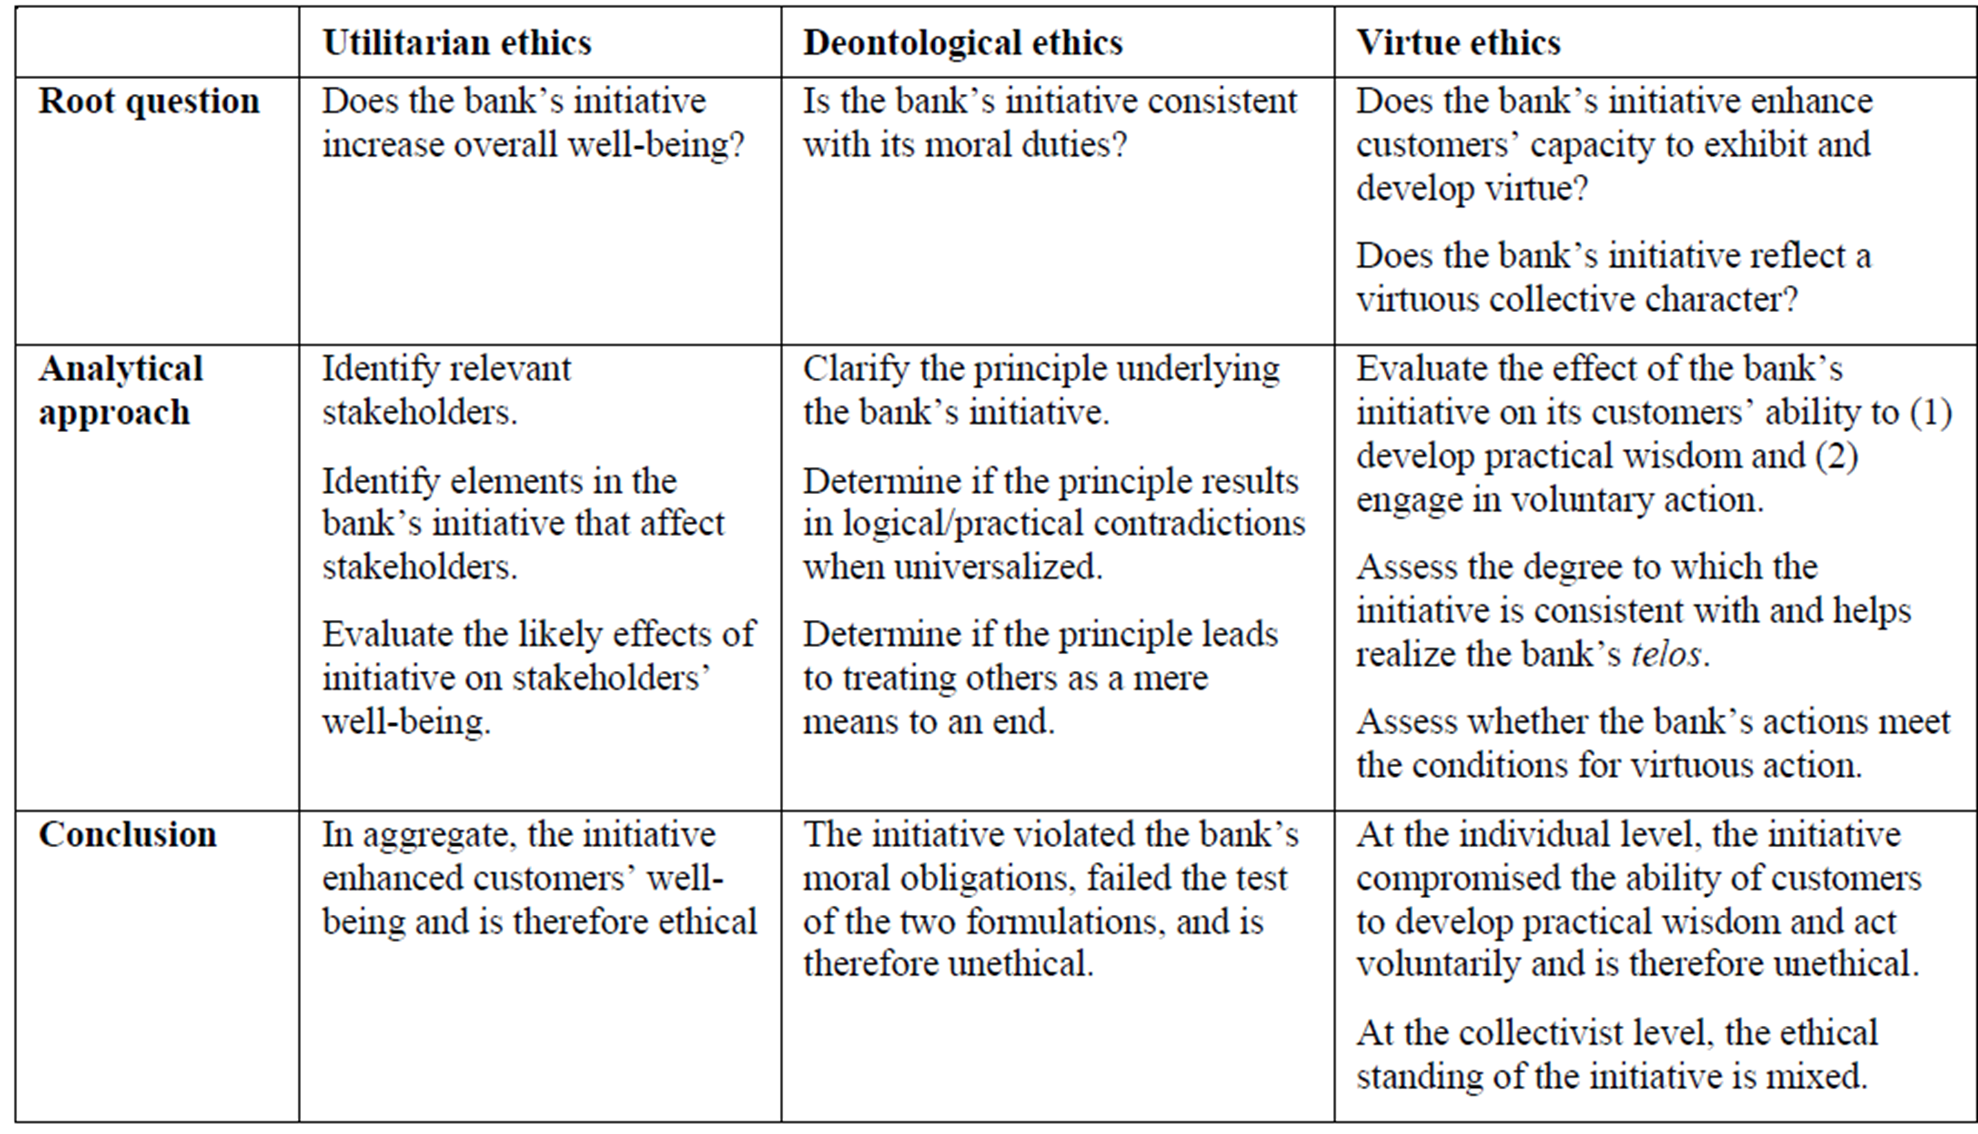 Utilitarian ethics
Deontological ethics
Virtue ethics
Root question
Does the bank's initiative
increase overall well-being?
Is the bank's initiative consistent
with its moral duties?
Does the bank's initiative enhance
customers' capacity to exhibit and
develop virtue?
Does the bank's initiative reflect a
virtuous collective character?
Analytical
approach
Identify relevant
stakeholders.
Identify elements in the
bank's initiative that affect
stakeholders.
Evaluate the likely effects of
initiative on stakeholders'
well-being.
Clarify the principle underlying
the bank's initiative.
Determine if the principle results
in logical/practical contradictions
when universalized.
Determine if the principle leads
to treating others as a mere
means to an end.
Evaluate the effect of the bank's
initiative on its customers' ability to (1)
develop practical wisdom and (2)
engage in voluntary action.
Assess the degree to which the
initiative is consistent with and helps
realize the bank's telos.
Assess whether the bank's actions meet
the conditions for virtuous action.
Conclusion
In aggregate, the initiative
enhanced customers' well-
being and is therefore ethical
The initiative violated the bank's
moral obligations, failed the test
of the two formulations, and is
therefore unethical.
At the individual level, the initiative
compromised the ability of customers
to develop practical wisdom and act
voluntarily and is therefore unethical.
At the collectivist level, the ethical
standing of the initiative is mixed.